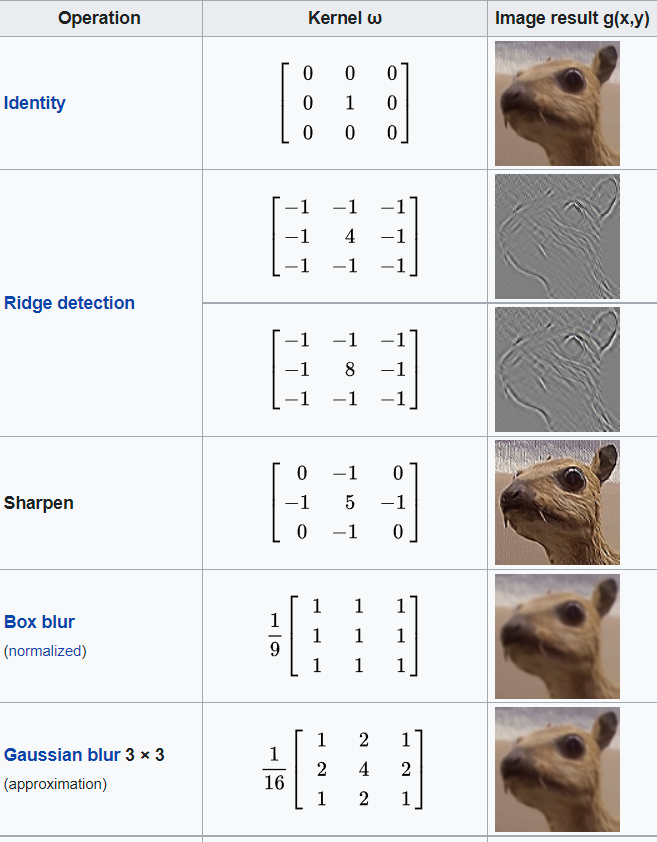 Operation Kernel ω Image result g(x,y)
Identity
0 0 0
0 1 0
0 0 0
Ridge detection
−1 −1 −1
−1 4 −1
−1 −1 −1
−1 −1 −1
−1 8 −1
−1 −1 −1
Sharpen
0 −1 0
−1 5 −1
0 −1 0
Box blur
(normalized)
1
9
1 1 1
1 1 1
1 1 1
Gaussian blur 3 × 3
(approximation)
1
16
1 2 1
2 4 2
1 2 1